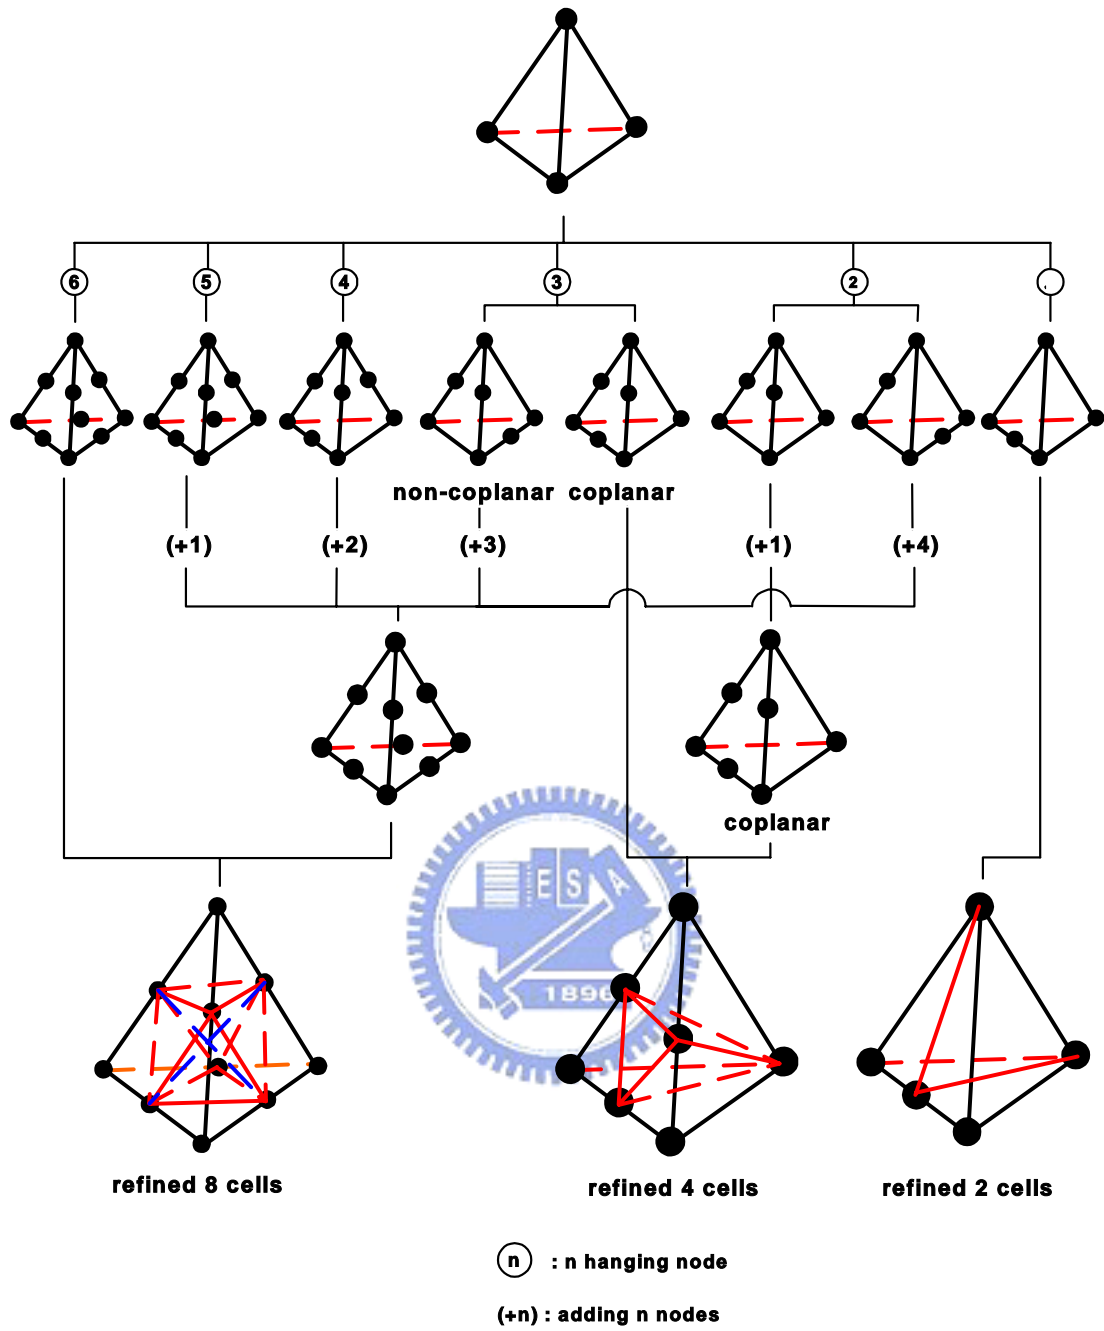 6 5 4 3 2
non-coplanar coplanar
(+1) (+2) (+3) (+1) (+4)
coplanar
E S A
1896
refined 8 cells refined 4 cells refined 2 cells
n : n hanging node
(+n) : adding n nodes